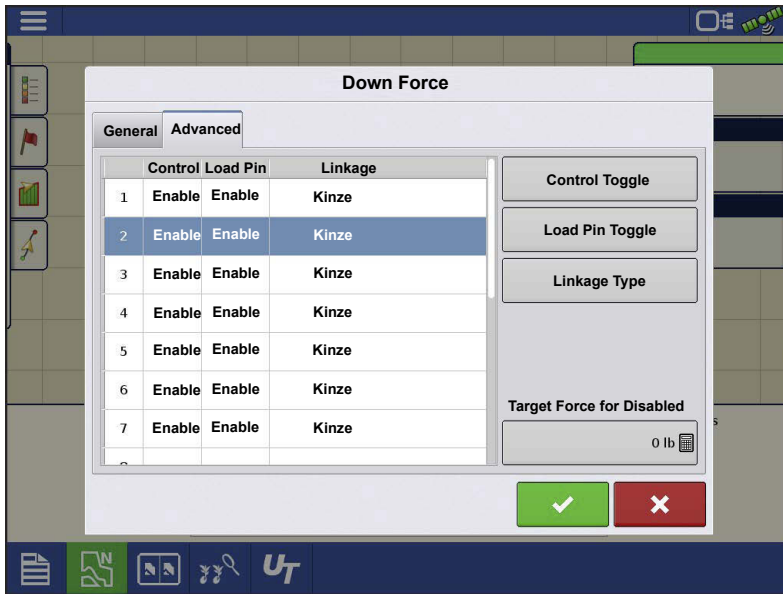 Down Force
General Advanced
Control Load Pin Linkage
1 Enable Enable Kinze
2 Enable Enable Kinze
3 Enable Enable Kinze
4 Enable Enable Kinze
5 Enable Enable Kinze
6 Enable Enable Kinze
7 Enable Enable Kinze
Control Toggle
Load Pin Toggle
Linkage Type
Target Force for Disabled
0 lb
s
N
UT